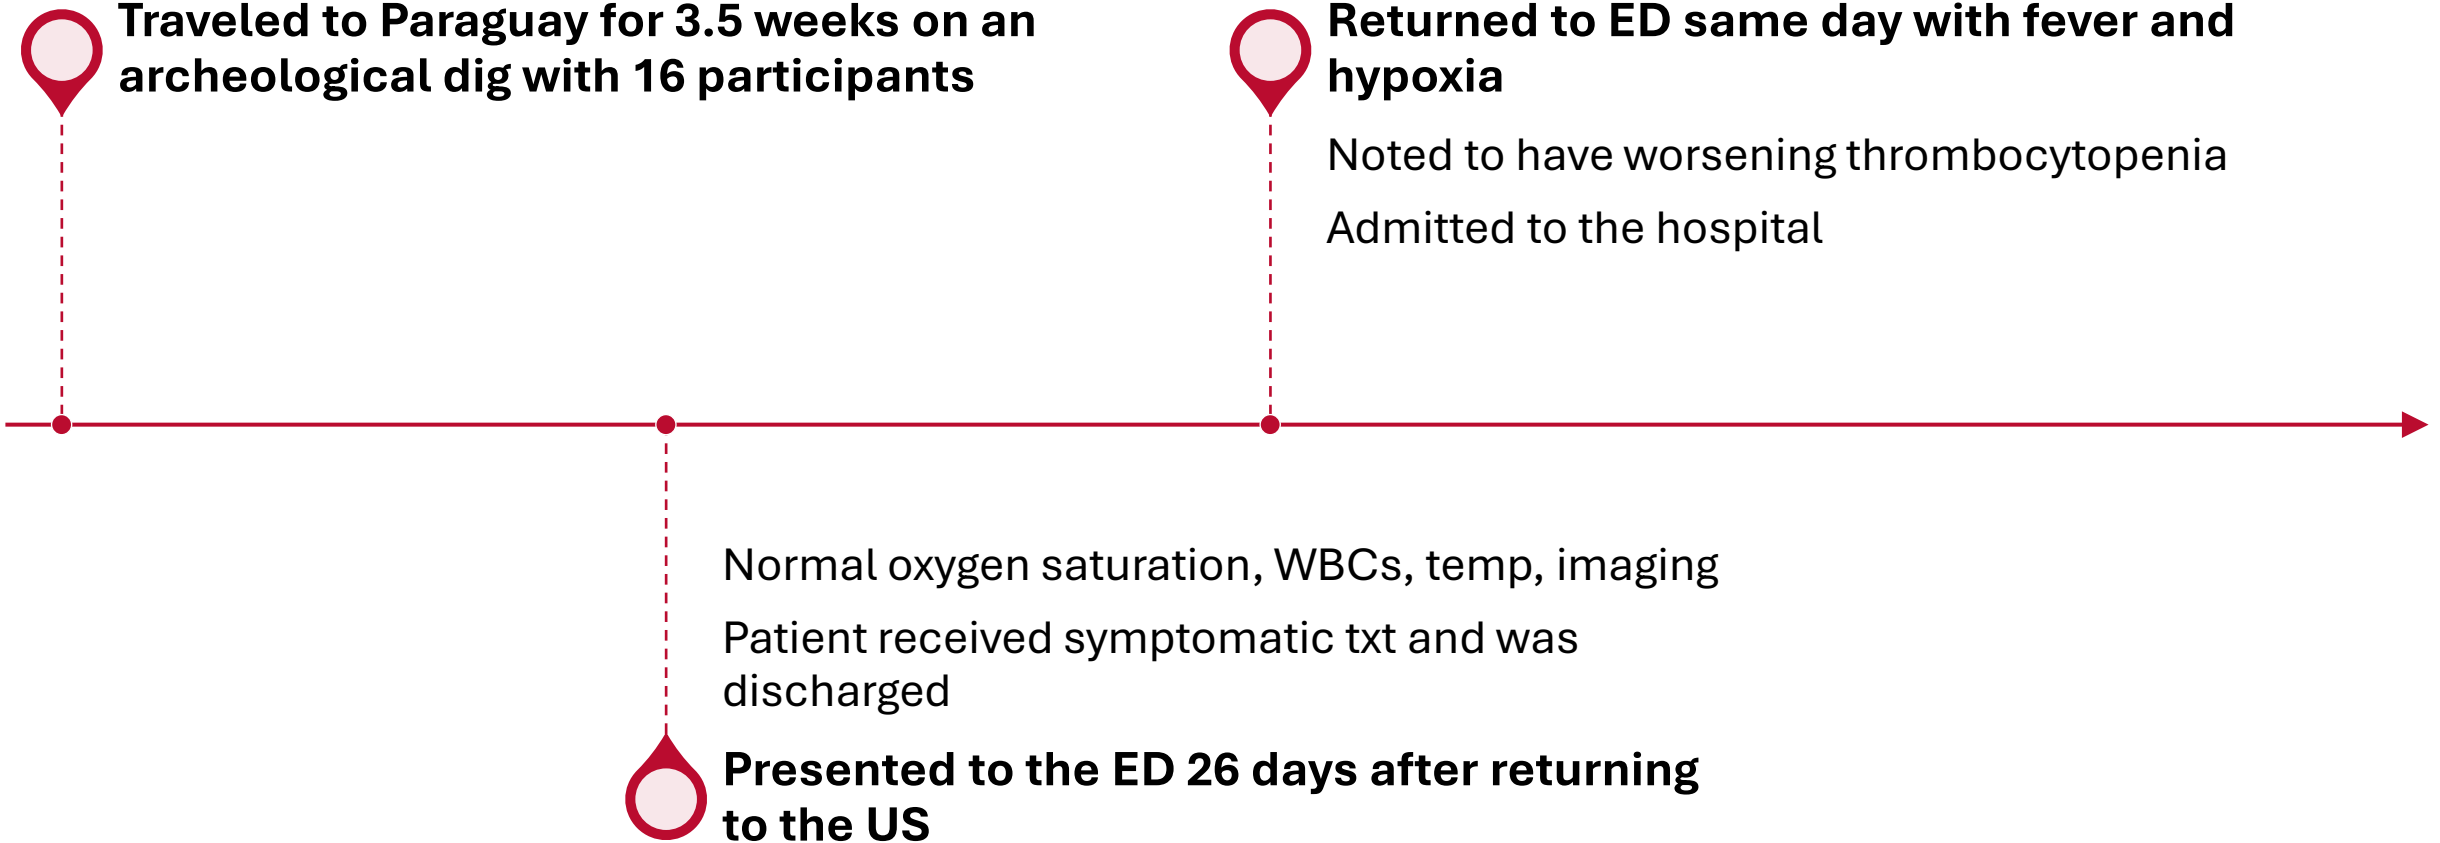 Traveled to Paraguay for 3.5 weeks on an
archeological dig with 16 participants
Normal oxygen saturation, WBCs, temp, imaging
Patient received symptomatic txt and was
discharged
Presented to the ED 26 days after returning
to the US
Returned to ED same day with fever and
hypoxia
Noted to have worsening thrombocytopenia
Admitted to the hospital